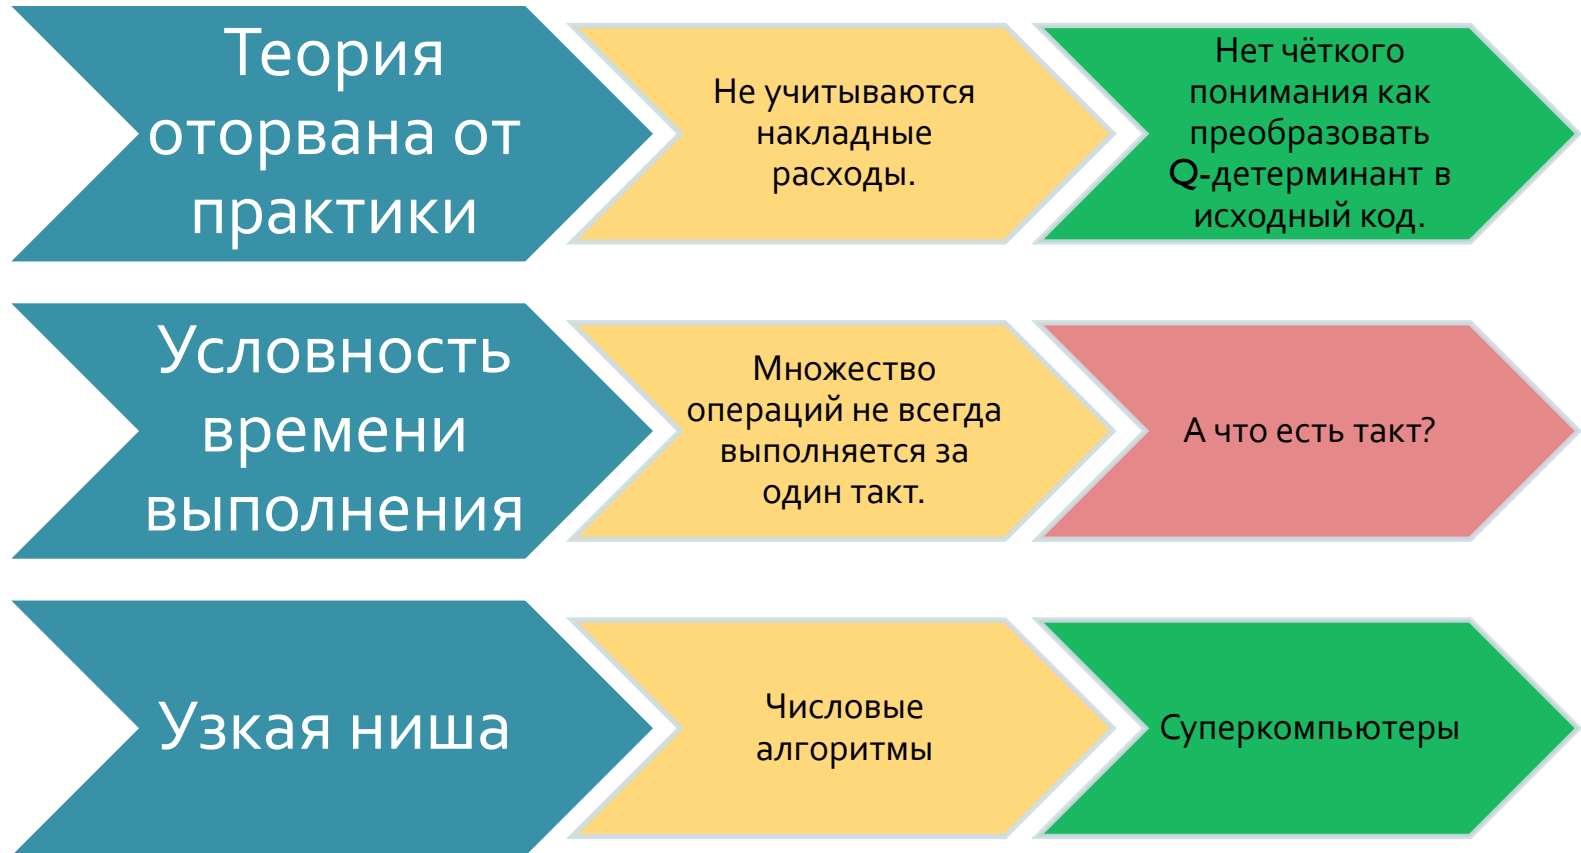 Теория
оторвана от
практики
Не учитываются
накладные
расходы.
Нет чёткого
понимания как
преобразовать
Q-детерминант в
исходный код.
Условность
времени
выполнения
Множество
операций не всегда
выполняется за
один такт.
А что есть такт?
Узкая ниша
Числовые
алгоритмы
Суперкомпьютеры